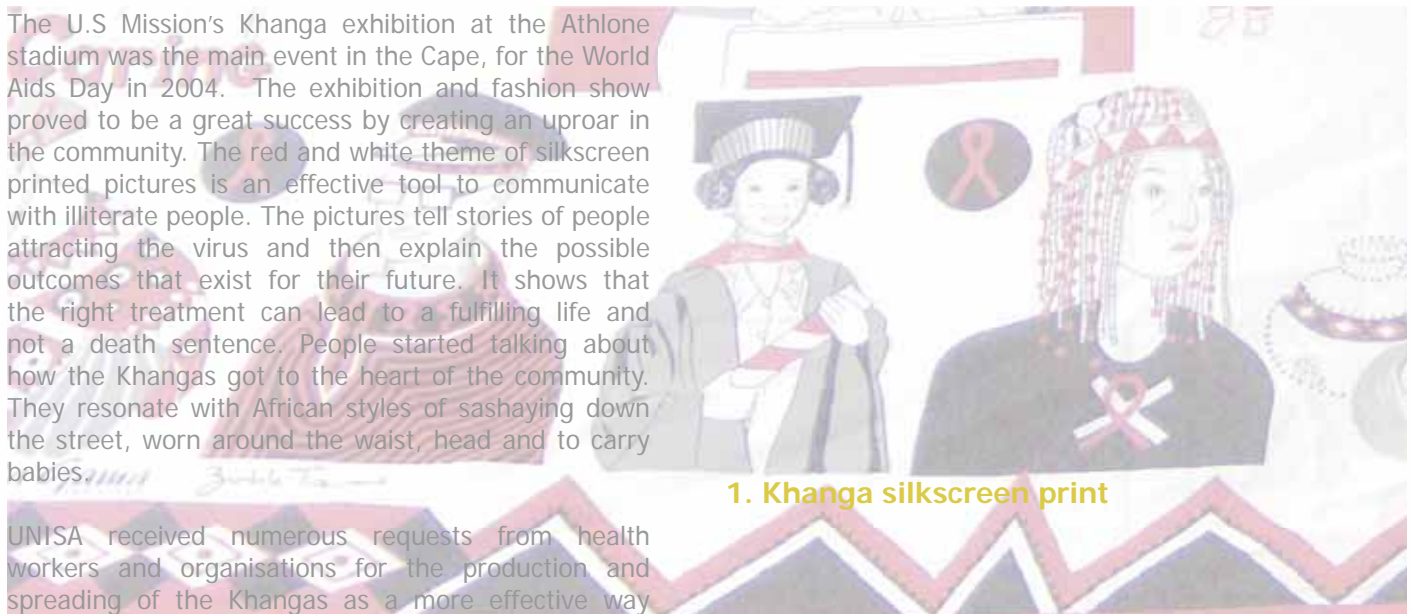 The U.S Mission's Khanga exhibition at the Athlone
stadium was the main event in the Cape, for the World
Aids Day in 2004. The exhibition and fashion show
proved to be a great success by creating an uproar in
the community. The red and white theme of silkscreen
printed pictures is an effective tool to communicate
with illiterate people. The pictures tell stories of people
attracting the virus and then explain the possible
outcomes that exist for their future. It shows that
the right treatment can lead to a fulfilling life and
not a death sentence. People started talking about
how the Khangas got to the heart of the community.
They resonate with African styles of sashaying down
the street, worn around the waist, head and to carry
babies.
UNISA received numerous requests from health
workers and organisations for the production and
spreading of the Khangas as a more effective way
Caring
1. Khanga silkscreen print